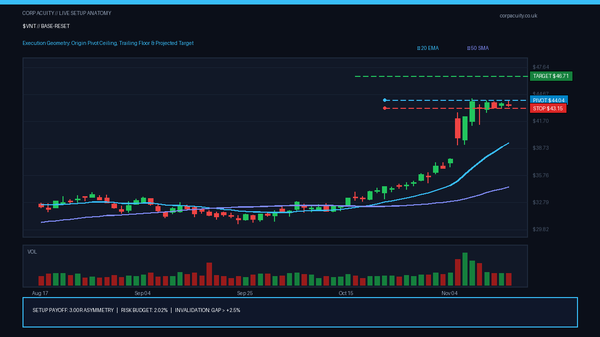 CORP ACUITY // LIVE SETUP ANATOMY
corpacuity.co.uk
$VNT // BASE-RESET
Execution Geometry: Origin Pivot Ceiling, Trailing Floor & Projected Target
20 EMA
50 SMA
$47.64
TARGET $46.71
PIVOT $44.04
STOP $43.15
$41.70
$38.73
$35.76
$32.79
$29.82
VOL
Aug 17
Sep 04
Sep 25
Oct 15
Nov 04
SETUP PAYOFF: 3.00R ASYMMETRY | RISK BUDGET: 2.02% | INVALIDATION: GAP > +2.5%